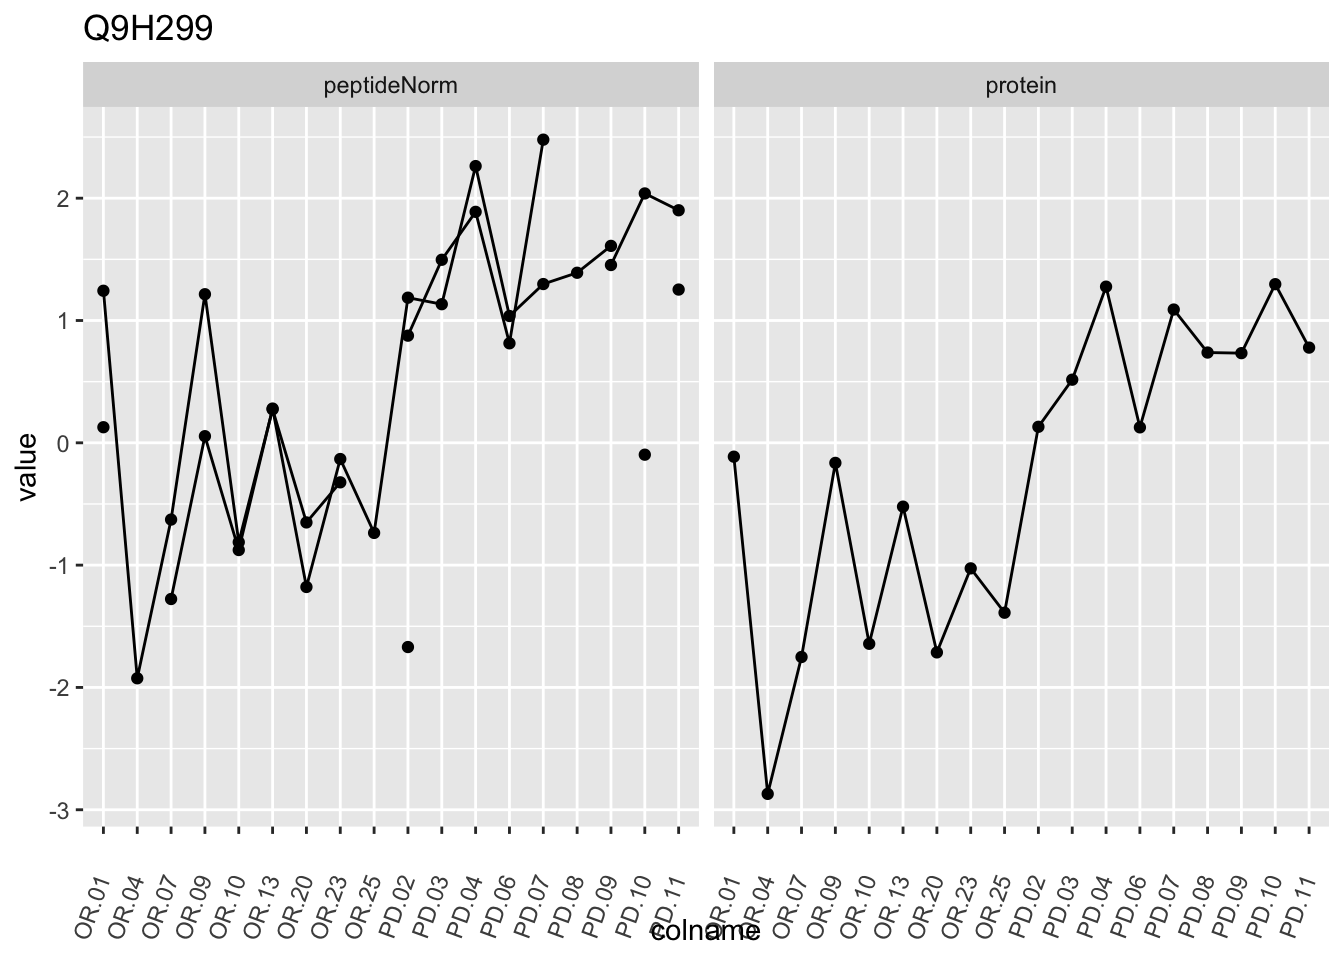 Q9H299
peptideNorm
protein
value
2
1
0
-1
-2
-3
OR.01
OR.04
OR.07
OR.09
OR.10
OR.13
OR.20
OR.23
OR.25
PD.02
PD.03
PD.04
PD.06
PD.07
PD.08
PD.09
PD.10
PD.11
OR.01
OR.04
OR.07
OR.09
OR.10
OR.13
OR.20
OR.23
OR.25
PD.02
PD.03
PD.04
PD.06
PD.07
PD.08
PD.09
PD.10
PD.11
colname